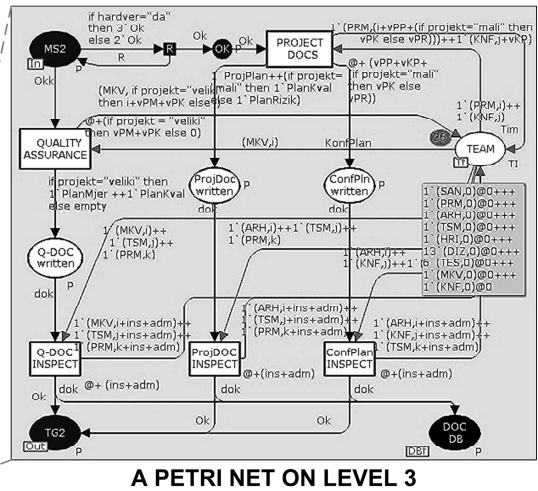 if hardver="da"
then 3`Ok
else 2`Ok
Ok
Ok
1`(PRM,(i+vPP+(if projekt="mali" then
vPK else vPR)))++1`(KNF,j+vKP)
MS2
R
OK
P
PROJECT
DOCS
In
P
R
Okk
1`ProjPlan++(if projekt=
"mali" then 1`PlanKval
else 1`PlanRizik)
@+ (vPP+vKP+
(if projekt="mali"
then vPK else
vPR))
(MKV, if projekt="veliki"
then i+vPM+vPK else
@+(if projekt="veliki"
then vPM+vPK else 0)
1`(PRM,i)++
1`(KNF,j)
Tim
QUALITY
ASSURANCE
(MKV,i)
KonfPlan
26
TEAM
TI
if projekt="veliki" then
1`PlanMjer ++1`PlanKval
else empty
ProjDoc
written
P
ConfPln
written
P
1`(SAN,0)@0+++
1`(PRM,0)@0+++
1`(ARH,0)@0+++
1`(TSM,0)@0+++
1`(HRI,0)@0+++
13`(DIZ,0)@0+++
6`(TES,0)@0+++
1`(MKV,0)@0+++
1`(KNF,0)@0
dok
dok
Q-DOC
written
P
1`(MKV,i)++
1`(TSM,j)++
1`(PRM,k)
1`(ARH,i)++1`(TSM,j)++
1`(PRM,k)
1`(ARH,i)++
1`(KNF,j)++1`
dok
1`(MKV,i+ins+adm)++
1`(TSM,j+ins+adm)++
1`(PRM,k+ins+adm)
1`(ARH,i+ins+adm)++
1`(TSM,j+ins+adm)++
1`(PRM,k+ins+adm)
1`(ARH,i+ins+adm)++
1`(KNF,j+ins+adm)++
1`(TSM,k+ins+adm)
Q-DOC
INSPECT
ProjDOC
INSPECT
ConfPlan
INSPECT
@+(ins+adm)
@+(ins+adm)
@+(ins+adm)
Ok
dok
dok
dok
Ok
Ok
TG2
Out
P
DOC
DB
DBf
P
A PETRI NET ON LEVEL 3